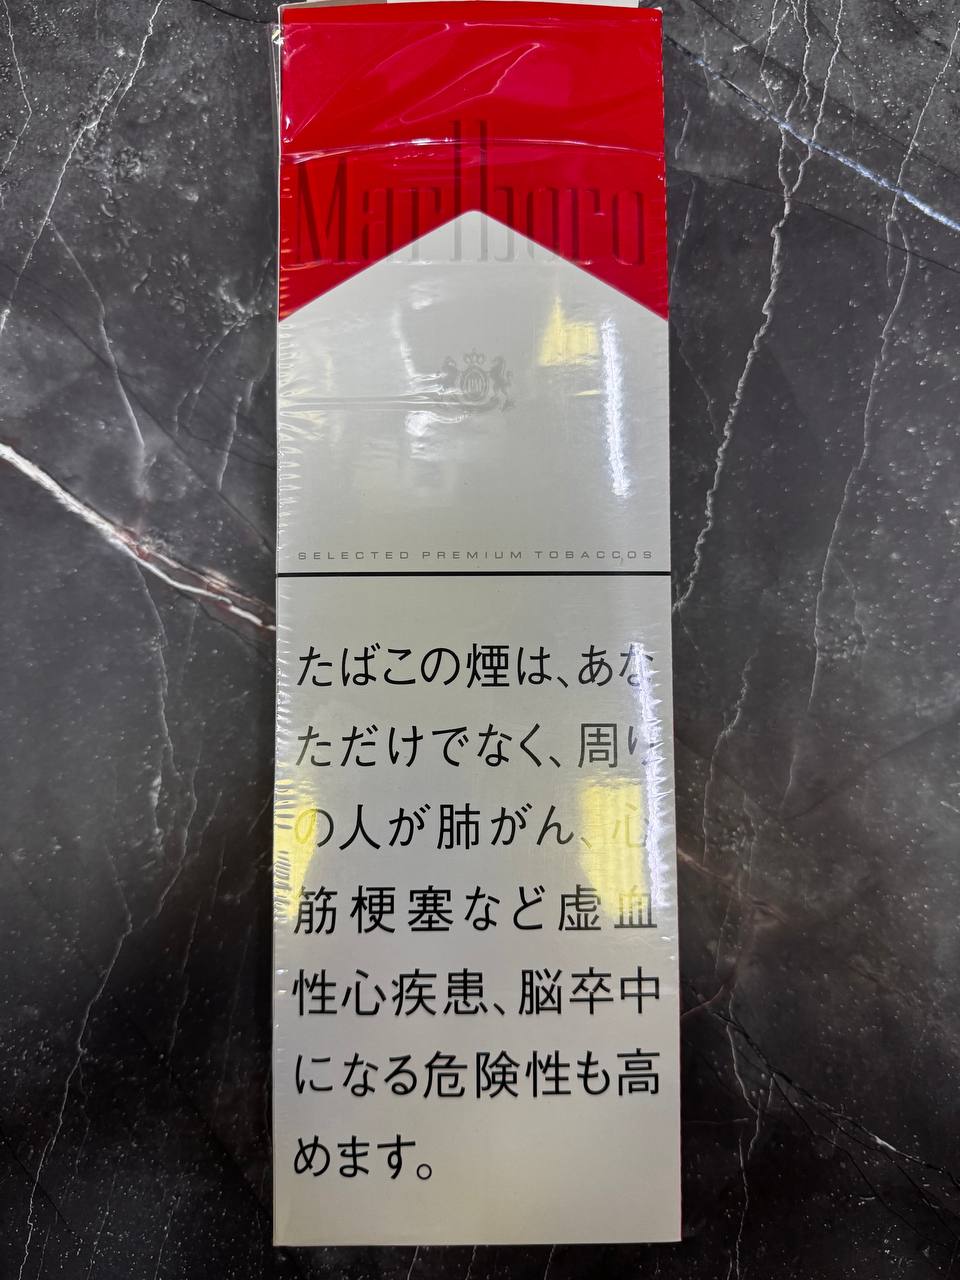 Marlboro
PM
SELECTED PREMIUM TOBACCOS
たばこの煙は、あな
ただけでなく、周り
の人が肺がん、心
筋梗塞など虚血
性心疾患、脳卒中
になる危険性も高
めます。